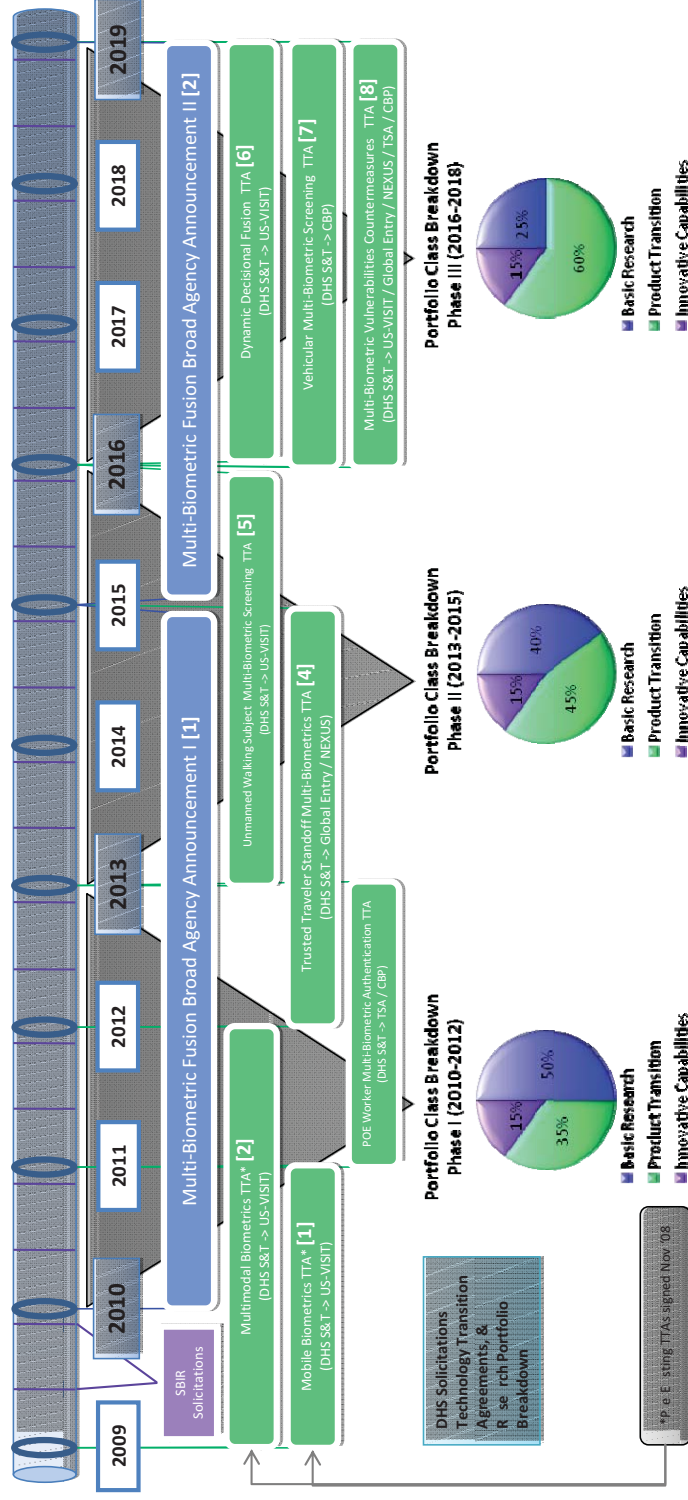 2009
2010
2011
2012
2013
2014
2015
2016
2017
2018
2019
SBIR
Solicitations
Multi-Biometric Fusion Broad Agency Announcement I [1]
Multi-Biometric Fusion Broad Agency Announcement II [2]
Multimodal Biometrics TTA* [2]
(DHS S&T -> US-VISIT)
Mobile Biometrics TTA* [1]
(DHS S&T -> US-VISIT)
POE Worker Multi-Biometric Authentication TTA
(DHS S&T -> TSA / CBP)
Unmanned Walking Subject Multi-Biometric Screening TTA [5]
(DHS S&T -> US-VISIT)
Trusted Traveler Standoff Multi-Biometrics TTA [4]
(DHS S&T -> Global Entry / NEXUS)
Dynamic Decisional Fusion TTA [6]
(DHS S&T -> US-VISIT)
Vehicular Multi-Biometric Screening TTA [7]
(DHS S&T -> CBP)
Multi-Biometric Vulnerabilities Countermeasures TTA [8]
(DHS S&T -> US-VISIT / Global Entry / NEXUS / TSA / CBP)
DHS Solicitations
Technology Transition
Agreements, &
R se rch Portfolio
Breakdown
*P e E sting TTAs signed Nov '08
Portfolio Class Breakdown
Phase I (2010-2012)
15%
50%
35%
Basic Research
Product Transition
Innovative Capabilities
Portfolio Class Breakdown
Phase II (2013-2015)
15%
40%
45%
Basic Research
Product Transition
Innovative Capabilities
Portfolio Class Breakdown
Phase III (2016-2018)
15%
25%
60%
Basic Research
Product Transition
Innovative Capabilities